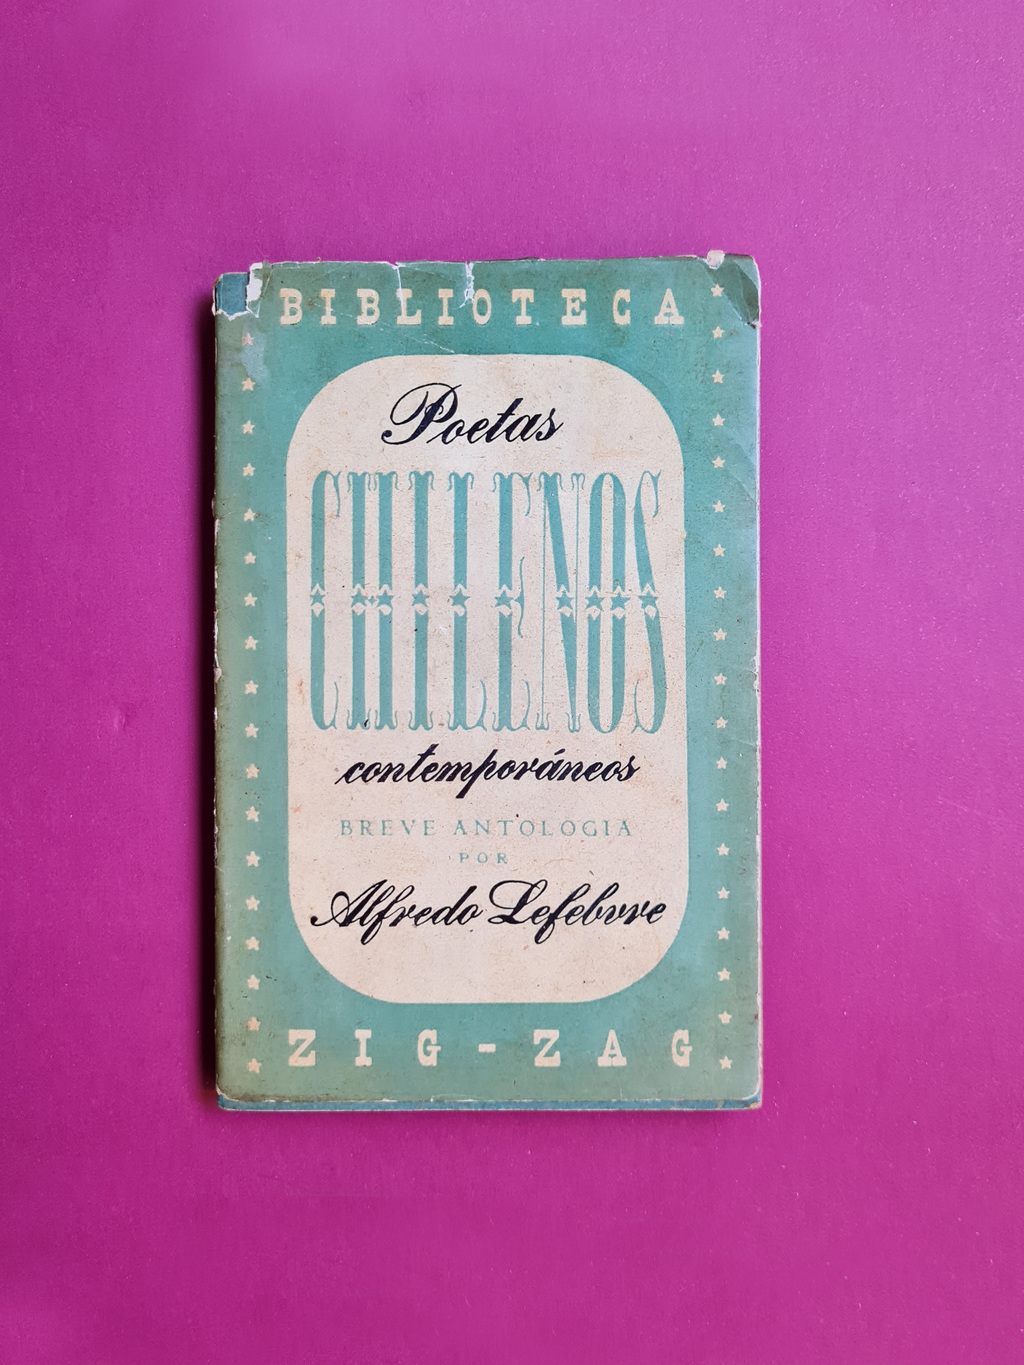 BIBLIOTECA
Poetas
CHILENOS
contemporáneos
BREVE ANTOLOGIA
POR
Alfredo Lefebvre
ZIG-ZAG